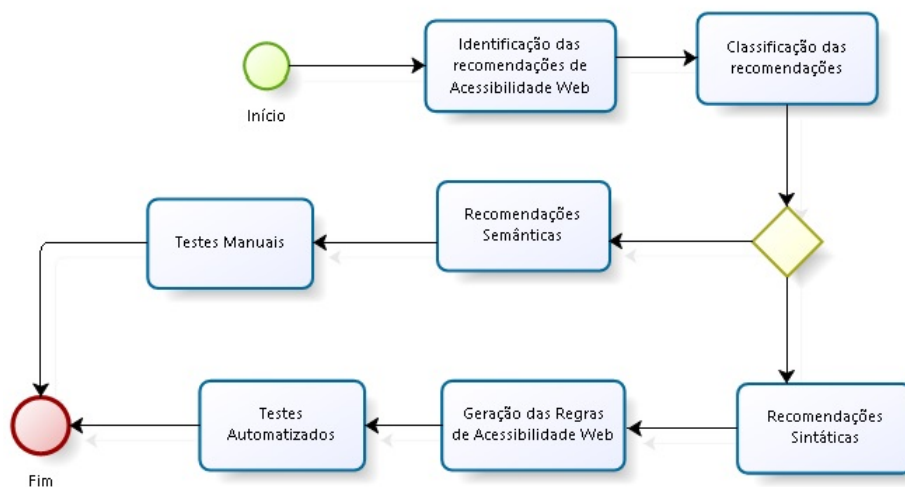 Início
Identificação das
recomendações de
Acessibilidade Web
Classificação das
recomendações
Recomendações
Semânticas
Testes Manuais
Recomendações
Sintáticas
Geração das Regras
de Acessibilidade Web
Testes
Automatizados
Fim